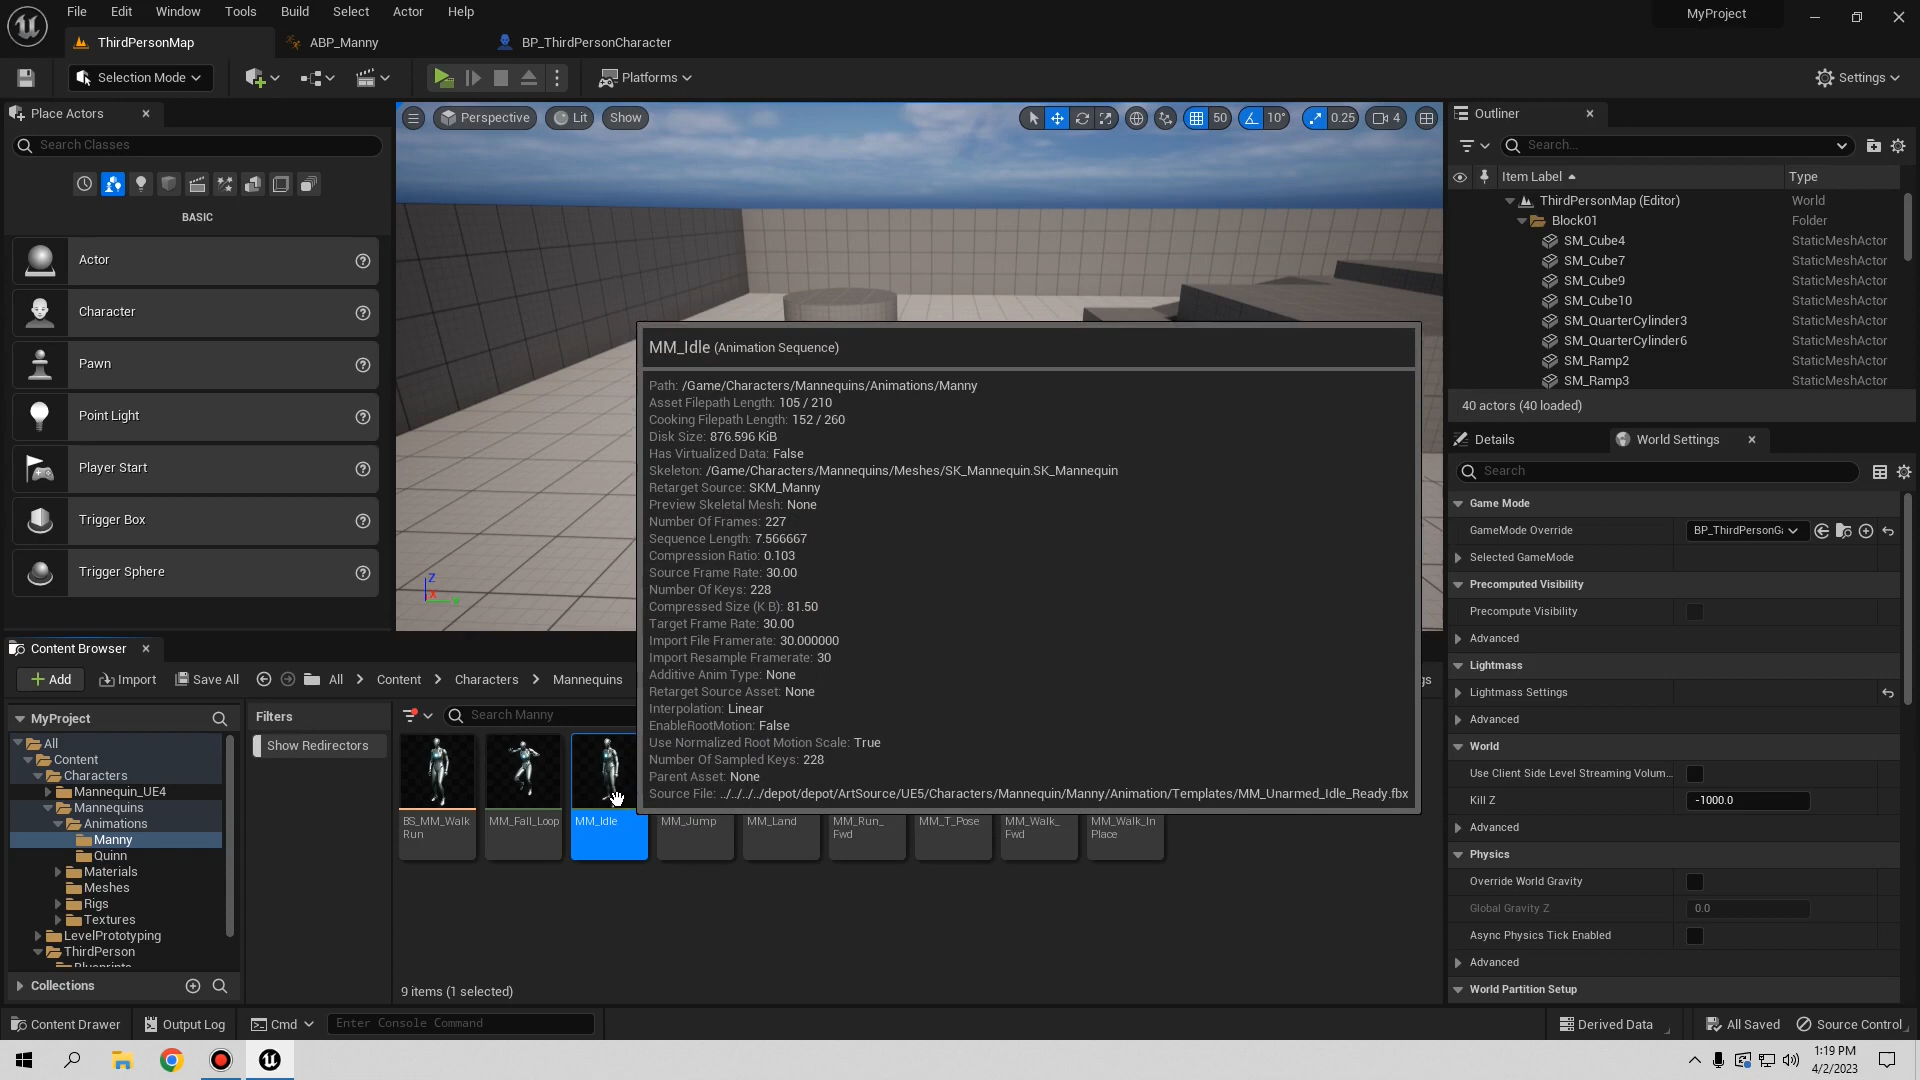 File Edit Window Tools Build Select Actor Help
MyProject
ThirdPersonMap
ABP_Manny
BP_ThirdPersonCharacter
Selection Mode
Platforms
Settings
Place Actors
Search Classes
BASIC
Actor
Character
Pawn
Point Light
Player Start
Trigger Box
Trigger Sphere
Perspective
Lit
Show
50
10°
0.25
4
Z
X
Y
MM_Idle (Animation Sequence)
Path: /Game/Characters/Mannequins/Animations/Manny
Asset Filepath Length: 105 / 210
Cooking Filepath Length: 152 / 260
Disk Size: 876.596 KiB
Has Virtualized Data: False
Skeleton: /Game/Characters/Mannequins/Meshes/SK_Mannequin.SK_Mannequin
Retarget Source: SKM_Manny
Preview Skeletal Mesh: None
Number Of Frames: 227
Sequence Length: 7.566667
Compression Ratio: 0.103
Source Frame Rate: 30.00
Number Of Keys: 228
Compressed Size (K B): 81.50
Target Frame Rate: 30.00
Import File Framerate: 30.000000
Import Resample Framerate: 30
Additive Anim Type: None
Retarget Source Asset: None
Interpolation: Linear
EnableRootMotion: False
Use Normalized Root Motion Scale: True
Number Of Sampled Keys: 228
Parent Asset: None
Source File: ../../../../depot/depot/ArtSource/UE5/Characters/Mannequin/Manny/Animation/Templates/MM_Unarmed_Idle_Ready.fbx
Outliner
Search...
Item Label
Type
ThirdPersonMap (Editor) World
Block01 Folder
SM_Cube4 StaticMeshActor
SM_Cube7 StaticMeshActor
SM_Cube9 StaticMeshActor
SM_Cube10 StaticMeshActor
SM_QuarterCylinder3 StaticMeshActor
SM_QuarterCylinder6 StaticMeshActor
SM_Ramp2 StaticMeshActor
SM_Ramp3 StaticMeshActor
40 actors (40 loaded)
Details
World Settings
Search
Game Mode
GameMode Override BP_ThirdPersonGa
Selected GameMode
Precomputed Visibility
Precompute Visibility
Advanced
Lightmass
Lightmass Settings
Advanced
World
Use Client Side Level Streaming Volum...
Kill Z -1000.0
Advanced
Physics
Override World Gravity
Global Gravity Z 0.0
Async Physics Tick Enabled
Advanced
World Partition Setup
Content Browser
Add
Import
Save All
All > Content > Characters > Mannequins
gs
MyProject
All
Content
Characters
Mannequin_UE4
Mannequins
Animations
Manny
Quinn
Materials
Meshes
Rigs
Textures
LevelPrototyping
ThirdPerson
Blueprints
Collections
Filters
Show Redirectors
Search Manny
BS_MM_Walk
Run
MM_Fall_Loop
MM_Idle
MM_Jump
MM_Land
MM_Run_
Fwd
MM_T_Pose
MM_Walk_
Fwd
MM_Walk_In
Place
9 items (1 selected)
Content Drawer
Output Log
Cmd
Enter Console Command
Derived Data
All Saved
Source Control
1:19 PM
4/2/2023